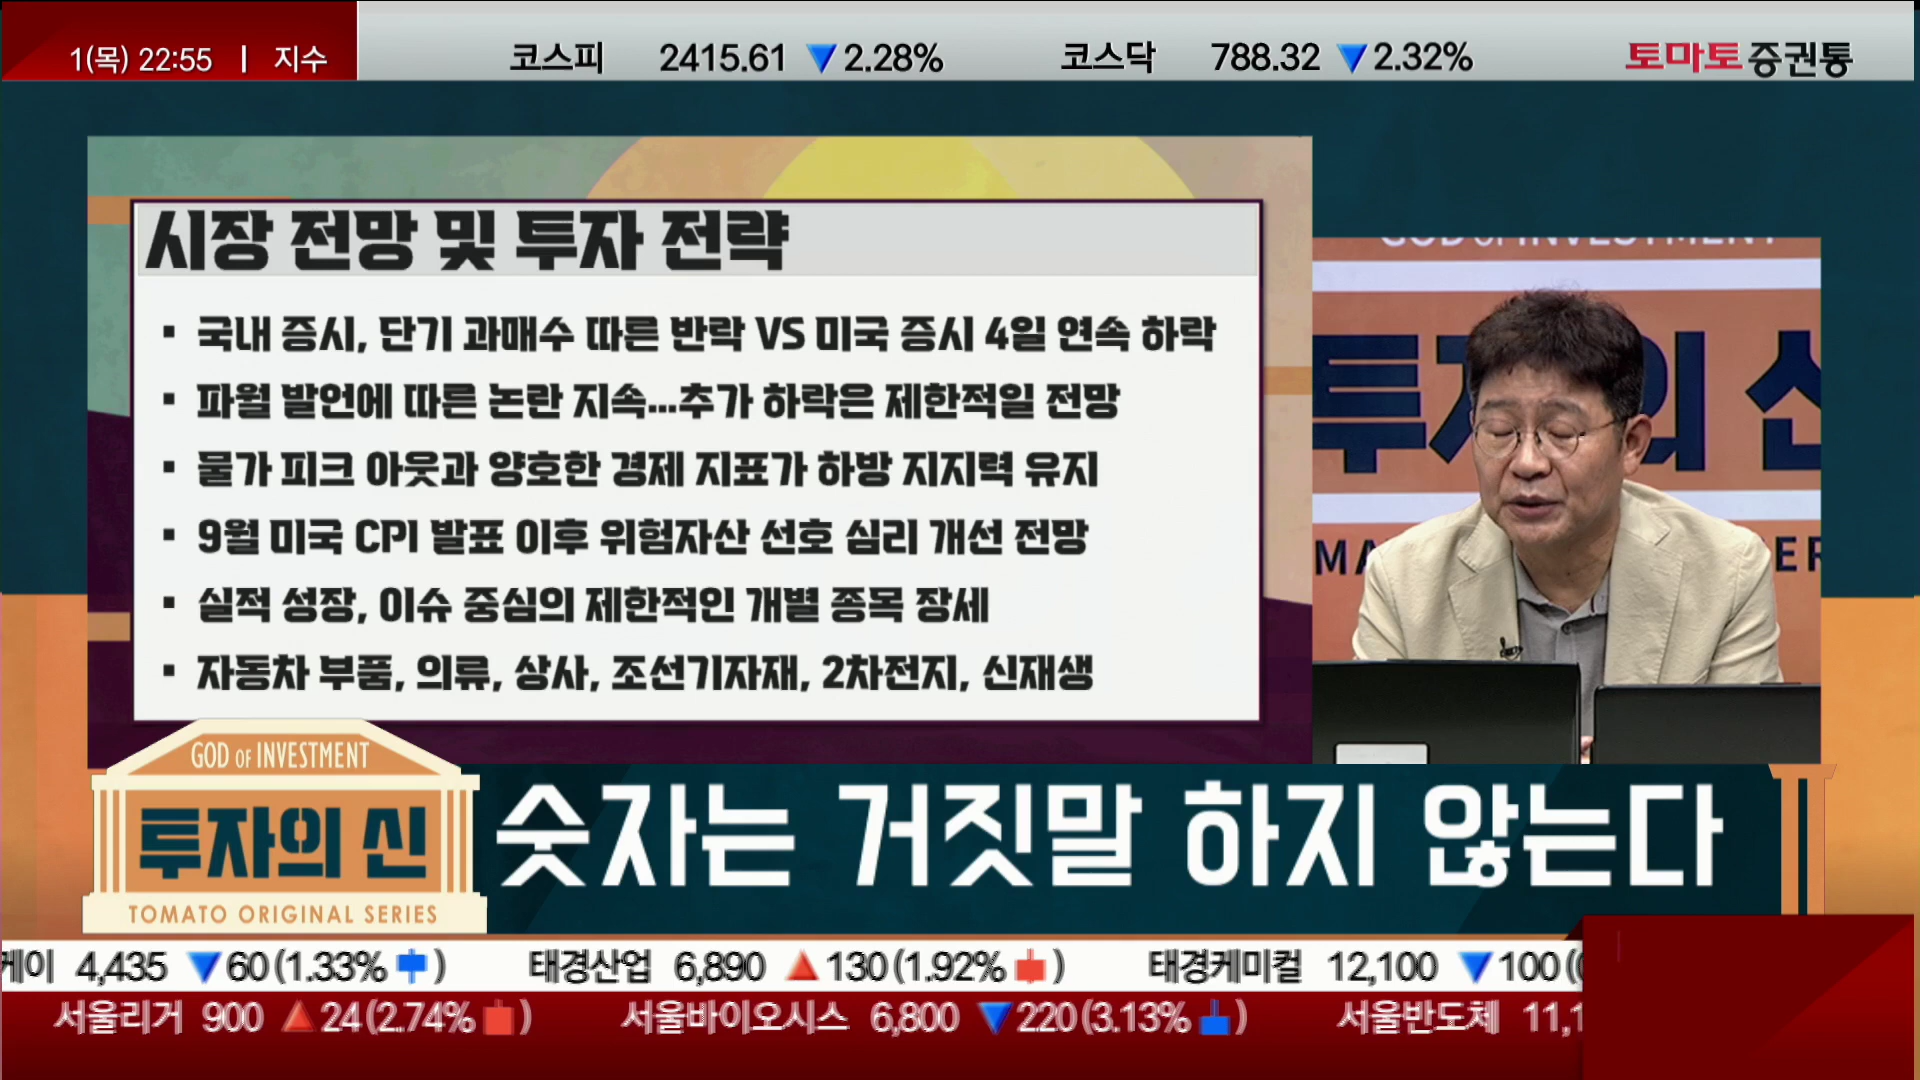 1(목) 22:55 | 지수 코스피 2415.61 ▼2.28% 코스닥 788.32 ▼2.32% 토마토증권통
시장 전망 및 투자 전략
▪ 국내 증시, 단기 과매수 따른 반락 VS 미국 증시 4일 연속 하락
▪ 파월 발언에 따른 논란 지속...추가 하락은 제한적일 전망
▪ 물가 피크 아웃과 양호한 경제 지표가 하방 지지력 유지
▪ 9월 미국 CPI 발표 이후 위험자산 선호 심리 개선 전망
▪ 실적 성장, 이슈 중심의 제한적인 개별 종목 장세
▪ 자동차 부품, 의류, 상사, 조선기자재, 2차전지, 신재생
GOD OF INVESTMENT
투자의 신
GOD OF INVESTMENT
투자의 신
TOMATO ORIGINAL SERIES
숫자는 거짓말 하지 않는다
케이 4,435 ▼60(1.33%) 태경산업 6,890 ▲130(1.92%) 태경케미컬 12,100 ▼100
서울리거 900 ▲24(2.74%) 서울바이오시스 6,800 ▼220(3.13%) 서울반도체 11,1